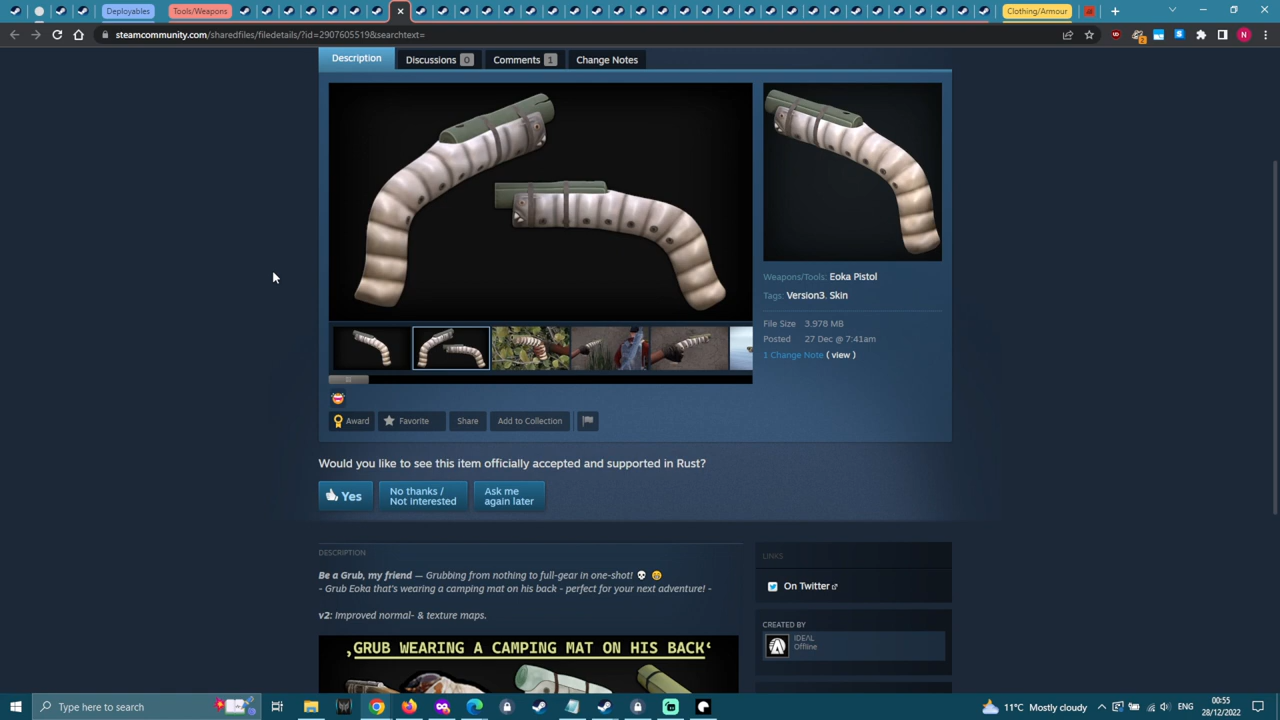 Deployables
Tools/Weapons
Clothing/Armour
steamcommunity.com/sharedfiles/filedetails/?id=2907605519&searchtext=
2
N
Description
Discussions 0
Comments 1
Change Notes
Weapons/Tools: Eoka Pistol
Tags: Version3, Skin
File Size 3.978 MB
Posted 27 Dec @ 7:41am
1 Change Note ( view )
Award
Favorite
Share
Add to Collection
Would you like to see this item officially accepted and supported in Rust?
Yes
No thanks /
Not interested
Ask me
again later
DESCRIPTION
Be a Grub, my friend — Grubbing from nothing to full-gear in one-shot!
- Grub Eoka that's wearing a camping mat on his back - perfect for your next adventure! -
v2: Improved normal- & texture maps.
‚GRUB WEARING A CAMPING MAT ON HIS BACK‘
LINKS
On Twitter
CREATED BY
IDEΛL
Offline
Type here to search
11°C Mostly cloudy
ENG
00:55
28/12/2022